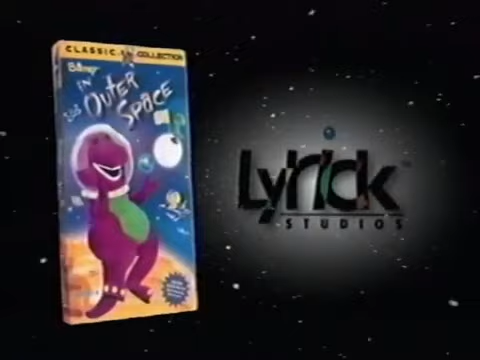 CLASSIC COLLECTION
Barney
IN
OUTER
SPACE
Lyrick
STUDIOS